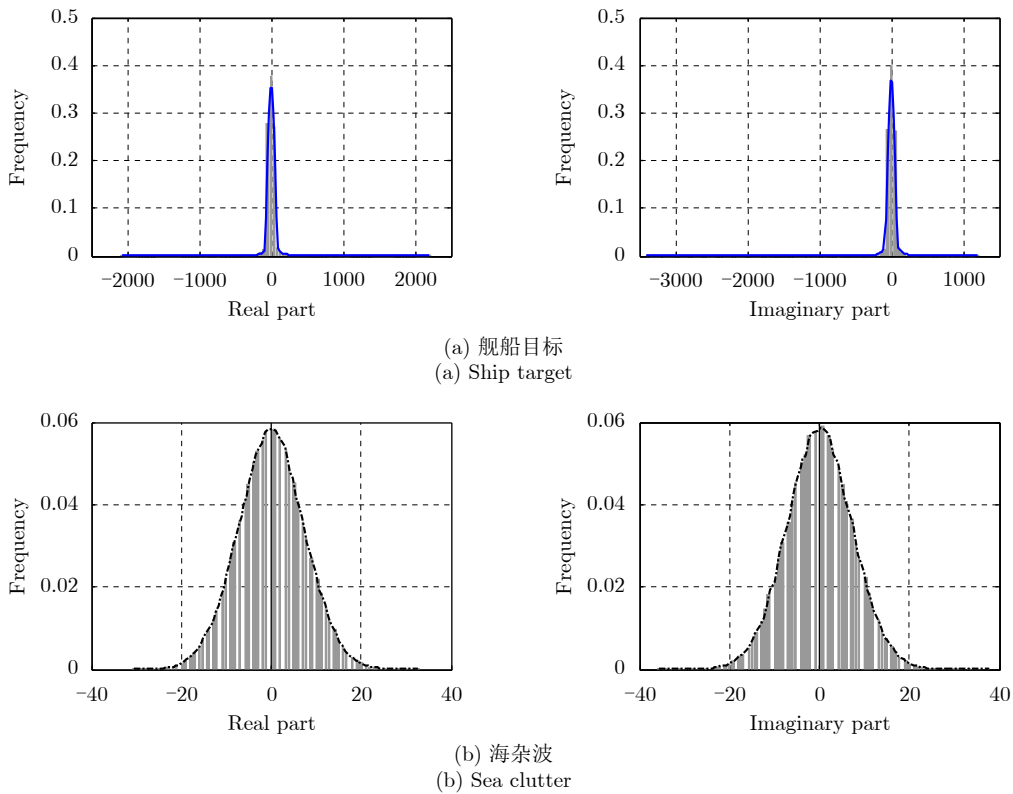 0.5
0.4
0.3
0.2
0.1
0
Frequency
−2000 −1000 0 1000 2000
Real part
0.5
0.4
0.3
0.2
0.1
0
Frequency
−3000 −2000 −1000 0 1000
Imaginary part
(a) 舰船目标
(a) Ship target
0.06
0.04
0.02
0
Frequency
−40 −20 0 20 40
Real part
0.06
0.04
0.02
0
Frequency
−40 −20 0 20 40
Imaginary part
(b) 海杂波
(b) Sea clutter